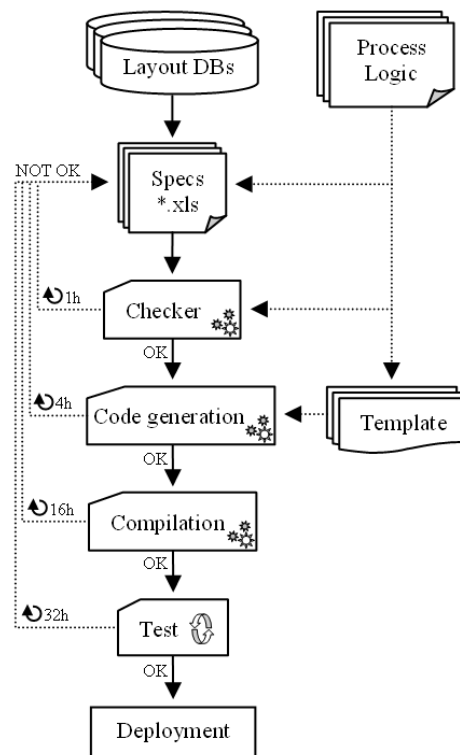 Layout DBs
Process
Logic
NOT OK
Specs
*.xls
1h
Checker
OK
4h
Code generation
Template
OK
16h
Compilation
OK
32h
Test
OK
Deployment